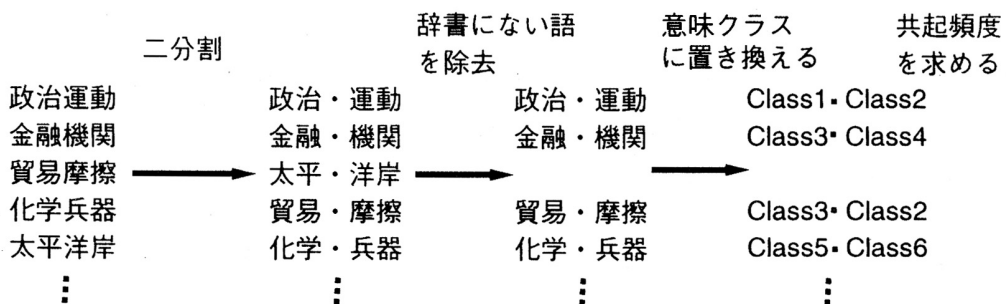 二分割
辞書にない語
を除去
意味クラス
に置き換える
共起頻度
を求める
政治運動
金融機関
貿易摩擦
化学兵器
太平洋岸
政治・運動
金融・機関
太平・洋岸
貿易・摩擦
化学・兵器
政治・運動
金融・機関
貿易・摩擦
化学・兵器
Class1・Class2
Class3・Class4
Class3・Class2
Class5・Class6